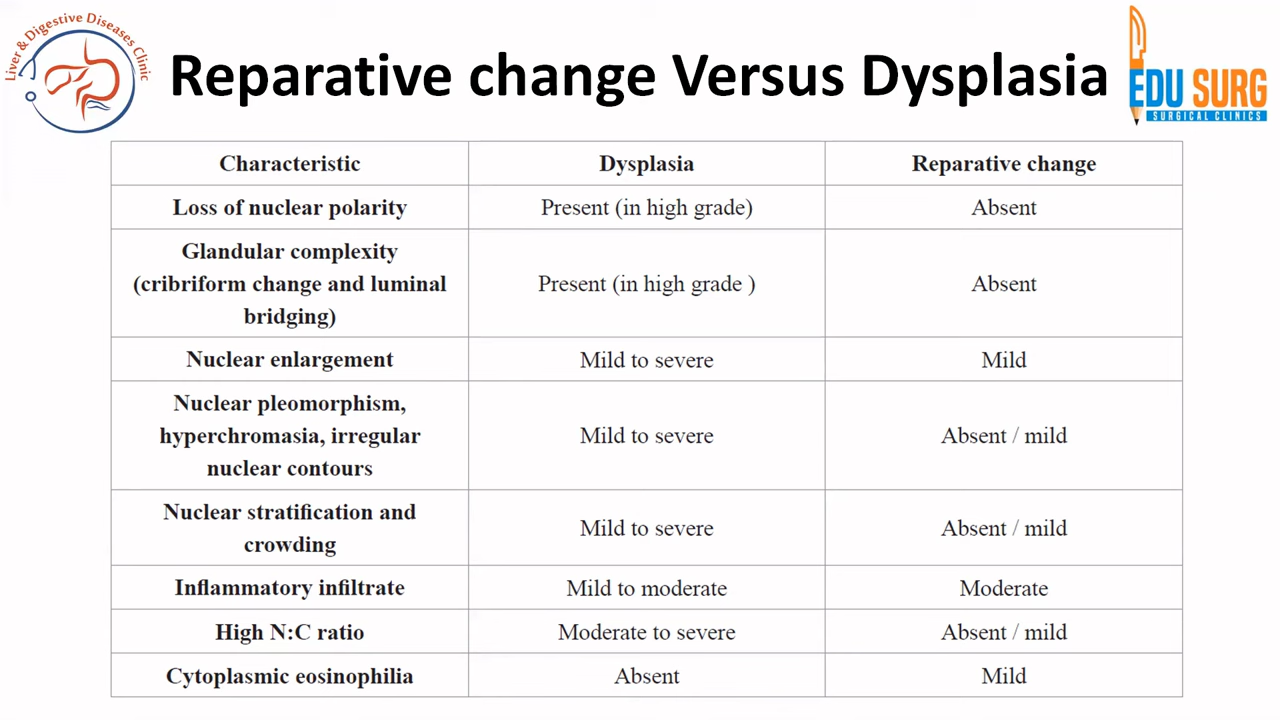 Liver & Digestive Diseases Clinic
Reparative change Versus Dysplasia
EDU SURG
SURGICAL CLINICS
Characteristic Dysplasia Reparative change
Loss of nuclear polarity Present (in high grade) Absent
Glandular complexity
(cribriform change and luminal Present (in high grade ) Absent
bridging)
Nuclear enlargement Mild to severe Mild
Nuclear pleomorphism,
hyperchromasia, irregular Mild to severe Absent / mild
nuclear contours
Nuclear stratification and
crowding Mild to severe Absent / mild
Inflammatory infiltrate Mild to moderate Moderate
High N:C ratio Moderate to severe Absent / mild
Cytoplasmic eosinophilia Absent Mild